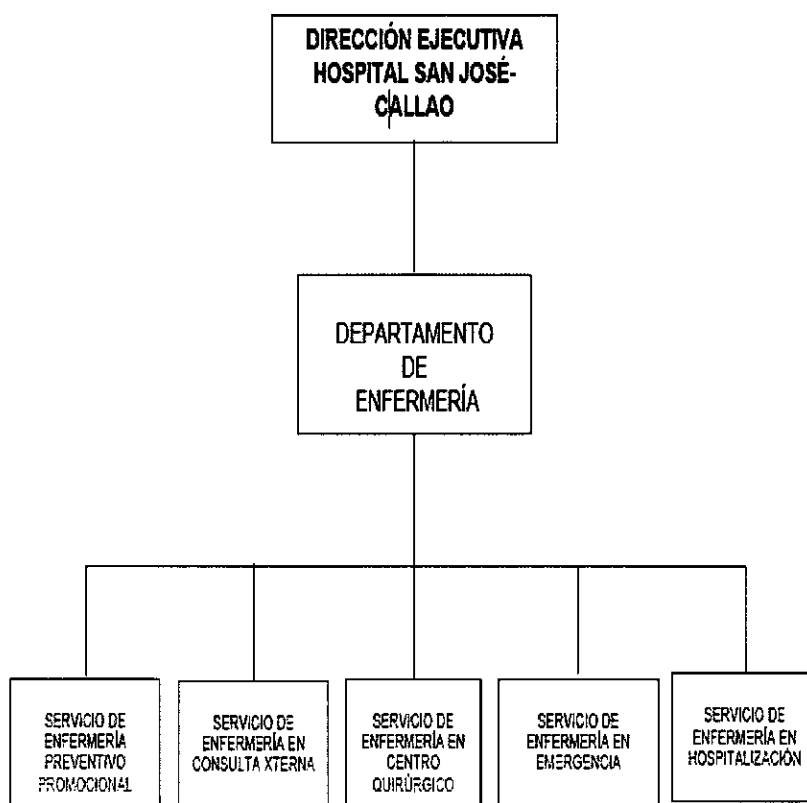 DIRECCIÓN EJECUTIVA
HOSPITAL SAN JOSÉ-
CALLAO
DEPARTAMENTO
DE
ENFERMERÍA
SERVICIO DE
ENFERMERÍA
PREVENTIVO
PROMOCIONAL
SERVICIO DE
ENFERMERÍA EN
CONSULTA XTERNA
SERVICIO DE
ENFERMERÍA EN
CENTRO
QUIRÚRGICO
SERVICIO DE
ENFERMERÍA EN
EMERGENCIA
SERVICIO DE
ENFERMERÍA EN
HOSPITALIZACIÓN